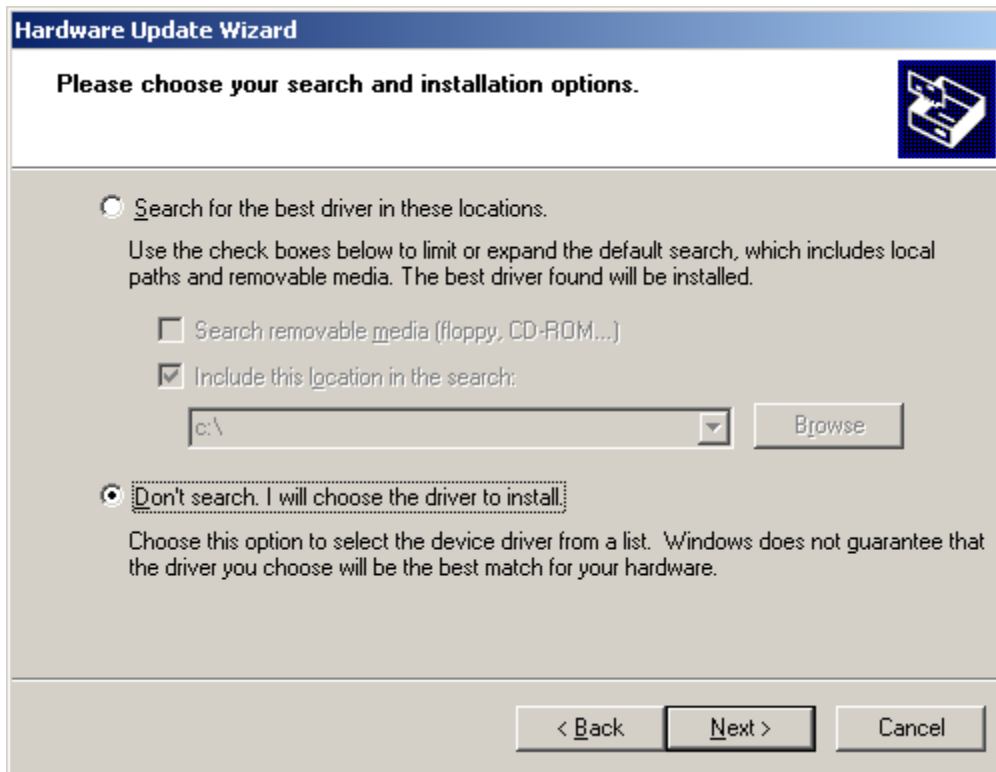 Hardware Update Wizard
Please choose your search and installation options.
Search for the best driver in these locations.
Use the check boxes below to limit or expand the default search, which includes local
paths and removable media. The best driver found will be installed.
Search removable media (floppy, CD-ROM...)
Include this location in the search:
c:\
Browse
Don't search. I will choose the driver to install.
Choose this option to select the device driver from a list.  Windows does not guarantee that
the driver you choose will be the best match for your hardware.
< Back Next > Cancel